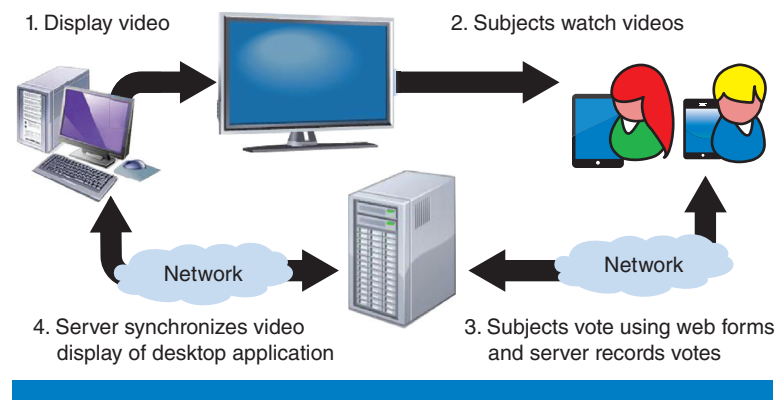 1. Display video
2. Subjects watch videos
Network
Network
4. Server synchronizes video
display of desktop application
3. Subjects vote using web forms
and server records votes